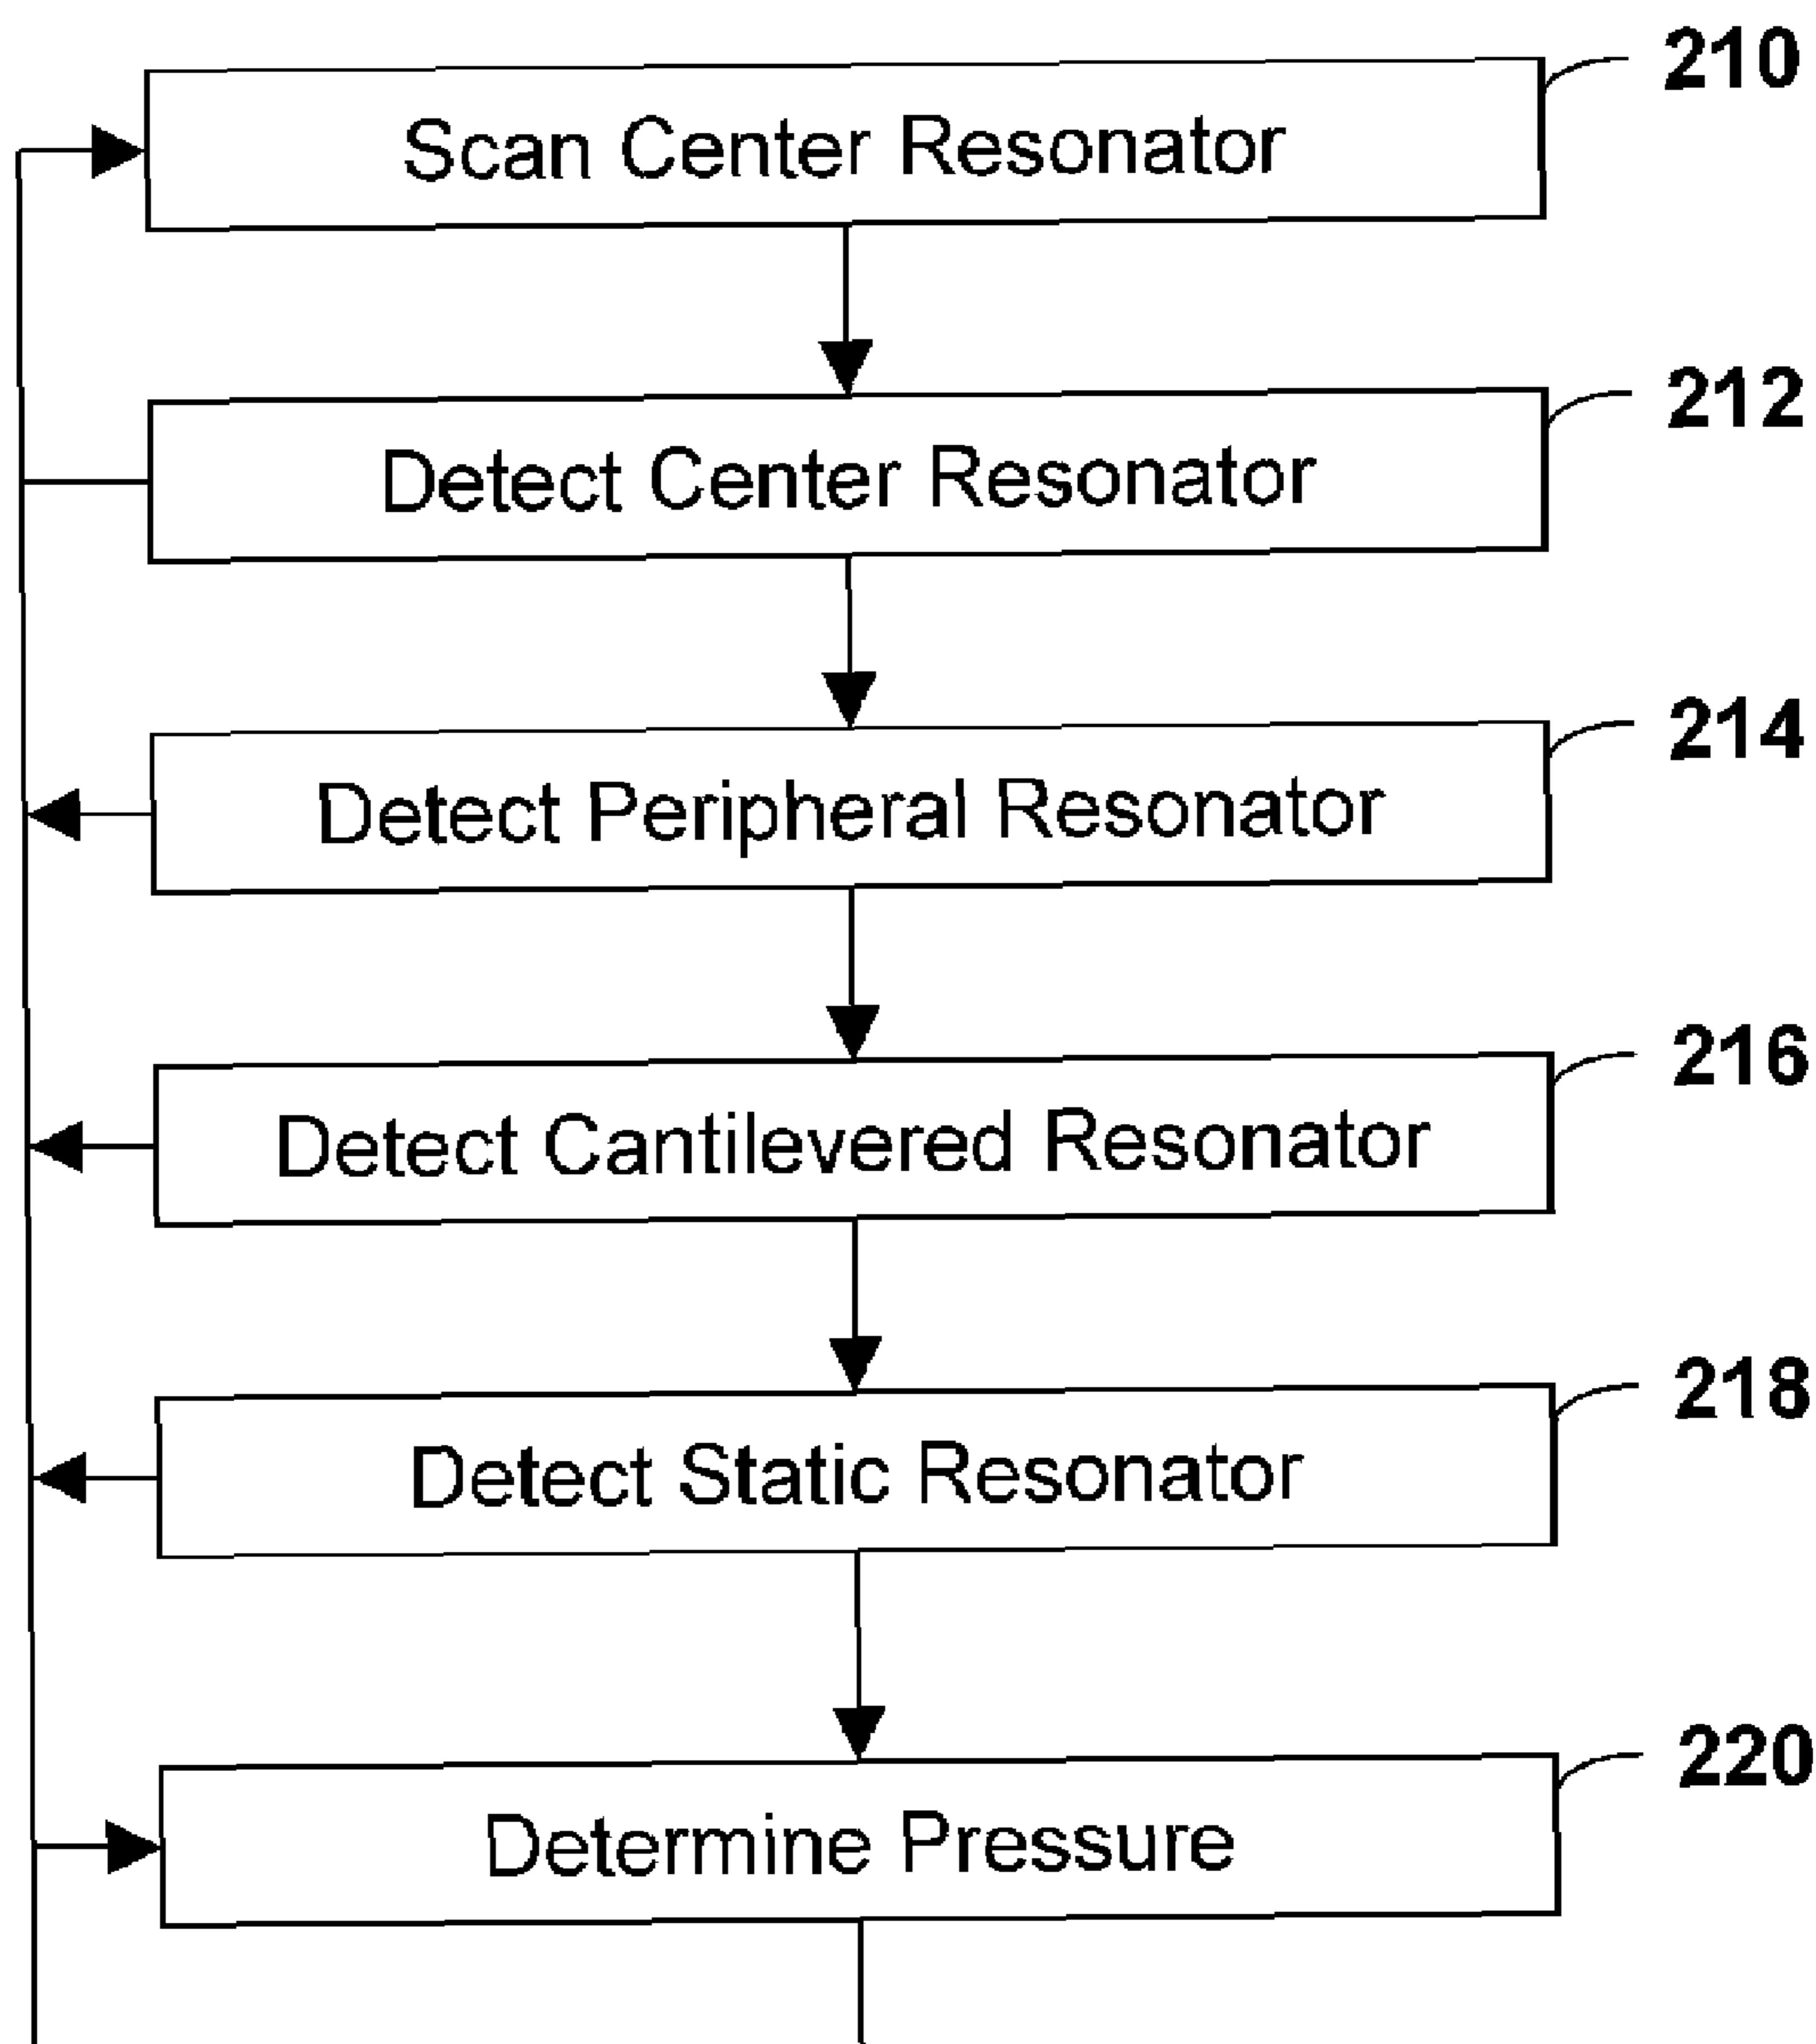 210
Scan Center Resonator
212
Detect Center Resonator
214
Detect Peripheral Resonator
216
Detect Cantilevered Resonator
218
Detect Static Resonator
220
Determine Pressure